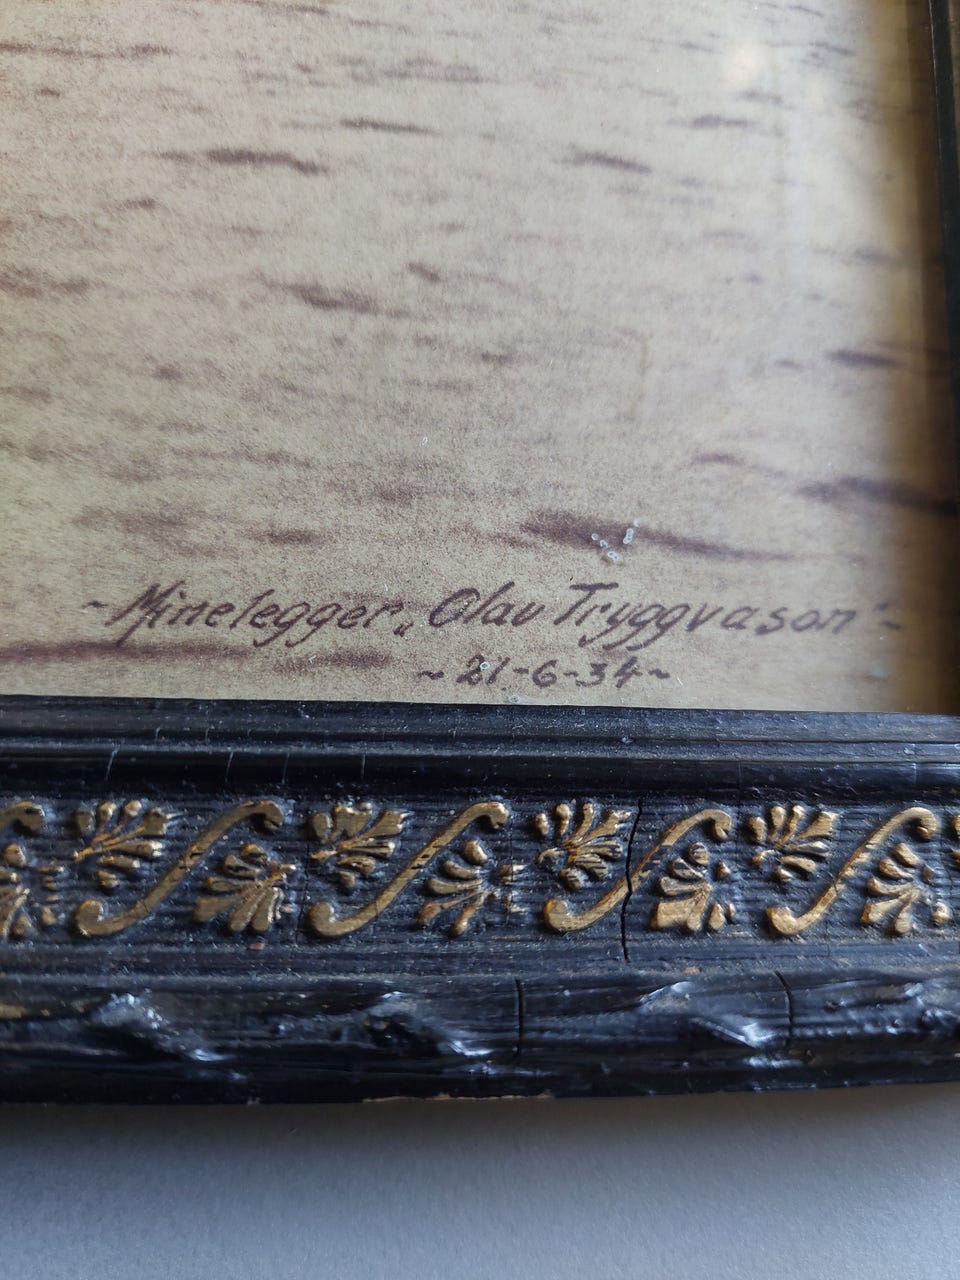 ~ Minelegger „Olav Tryggvason" ~
~ 21-6-34 ~